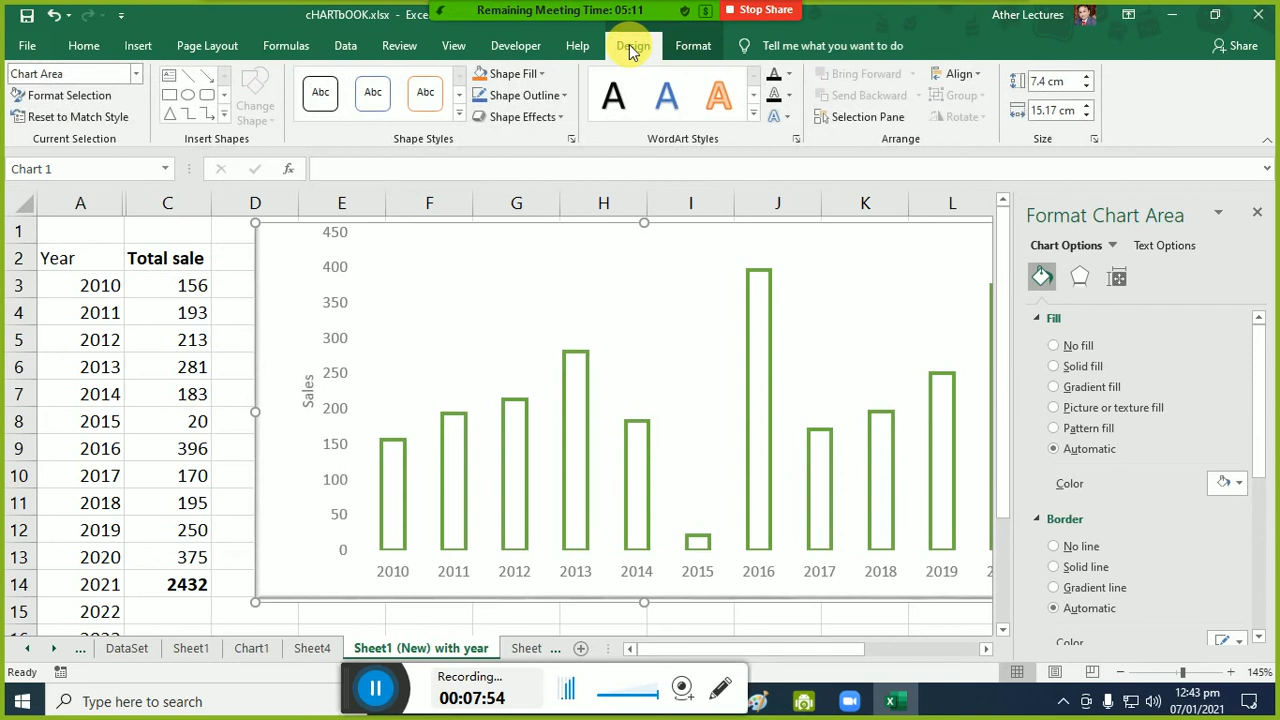 cHARTbOOK.xlsx - Exce
Remaining Meeting Time: 05:11
$
Stop Share
Ather Lectures
File Home Insert Page Layout Formulas Data Review View Developer Help Design Format Tell me what you want to do Share
Chart Area
Format Selection
Reset to Match Style
Current Selection
Change
Shape
Insert Shapes
Abc Abc Abc
Shape Fill
Shape Outline
Shape Effects
Shape Styles
A A A
A
A
A
WordArt Styles
Bring Forward
Send Backward
Selection Pane
Align
Group
Rotate
Arrange
7.4 cm
15.17 cm
Size
Chart 1
fx
A C D E F G H I J K L
1
2 Year Total sale
3 2010 156
4 2011 193
5 2012 213
6 2013 281
7 2014 183
8 2015 20
9 2016 396
10 2017 170
11 2018 195
12 2019 250
13 2020 375
14 2021 2432
15 2022
450
400
350
300
250
200
150
100
50
0
Sales
2010 2011 2012 2013 2014 2015 2016 2017 2018 2019 2
Format Chart Area
Chart Options Text Options
Fill
No fill
Solid fill
Gradient fill
Picture or texture fill
Pattern fill
Automatic
Color
Border
No line
Solid line
Gradient line
Automatic
Color
... DataSet Sheet1 Chart1 Sheet4 Sheet1 (New) with year Sheet ...
Ready
145%
Recording...
00:07:54
Type here to search
12:43 pm
07/01/2021